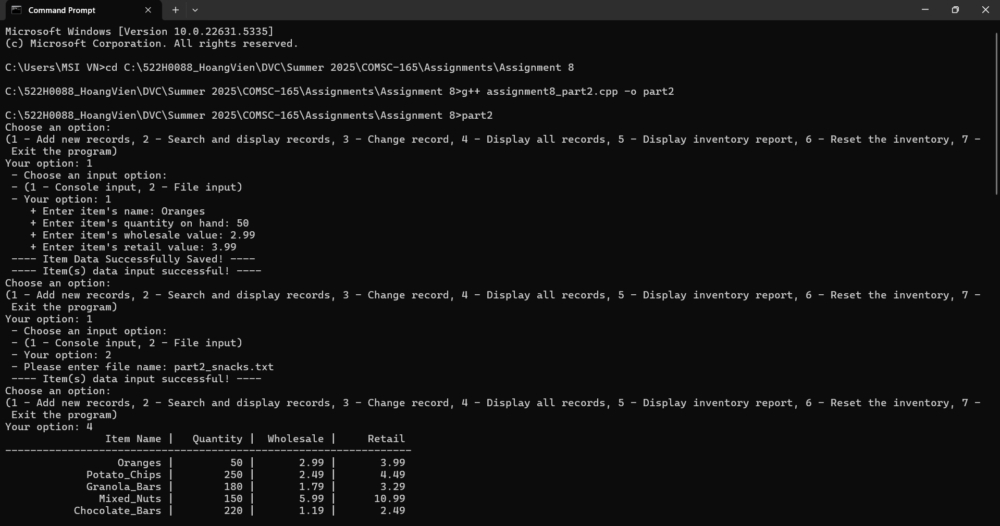 Command Prompt
Microsoft Windows [Version 10.0.22631.5335]
(c) Microsoft Corporation. All rights reserved.
C:\Users\MSI VN>cd C:\522H0088_HoangVien\DVC\Summer 2025\COMSC-165\Assignments\Assignment 8
C:\522H0088_HoangVien\DVC\Summer 2025\COMSC-165\Assignments\Assignment 8>g++ assignment8_part2.cpp -o part2
C:\522H0088_HoangVien\DVC\Summer 2025\COMSC-165\Assignments\Assignment 8>part2
Choose an option:
(1 - Add new records, 2 - Search and display records, 3 - Change record, 4 - Display all records, 5 - Display inventory report, 6 - Reset the inventory, 7 -
 Exit the program)
Your option: 1
 - Choose an input option:
 - (1 - Console input, 2 - File input)
 - Your option: 1
    + Enter item's name: Oranges
    + Enter item's quantity on hand: 50
    + Enter item's wholesale value: 2.99
    + Enter item's retail value: 3.99
 ---- Item Data Successfully Saved! ----
 ---- Item(s) data input successful! ----
Choose an option:
(1 - Add new records, 2 - Search and display records, 3 - Change record, 4 - Display all records, 5 - Display inventory report, 6 - Reset the inventory, 7 -
 Exit the program)
Your option: 1
 - Choose an input option:
 - (1 - Console input, 2 - File input)
 - Your option: 2
 - Please enter file name: part2_snacks.txt
 ---- Item(s) data input successful! ----
Choose an option:
(1 - Add new records, 2 - Search and display records, 3 - Change record, 4 - Display all records, 5 - Display inventory report, 6 - Reset the inventory, 7 -
 Exit the program)
Your option: 4
                Item Name |   Quantity |  Wholesale |     Retail
-----------------------------------------------------------------
                  Oranges |         50 |       2.99 |       3.99
             Potato_Chips |        250 |       2.49 |       4.49
             Granola_Bars |        180 |       1.79 |       3.29
               Mixed_Nuts |        150 |       5.99 |      10.99
           Chocolate_Bars |        220 |       1.19 |       2.49